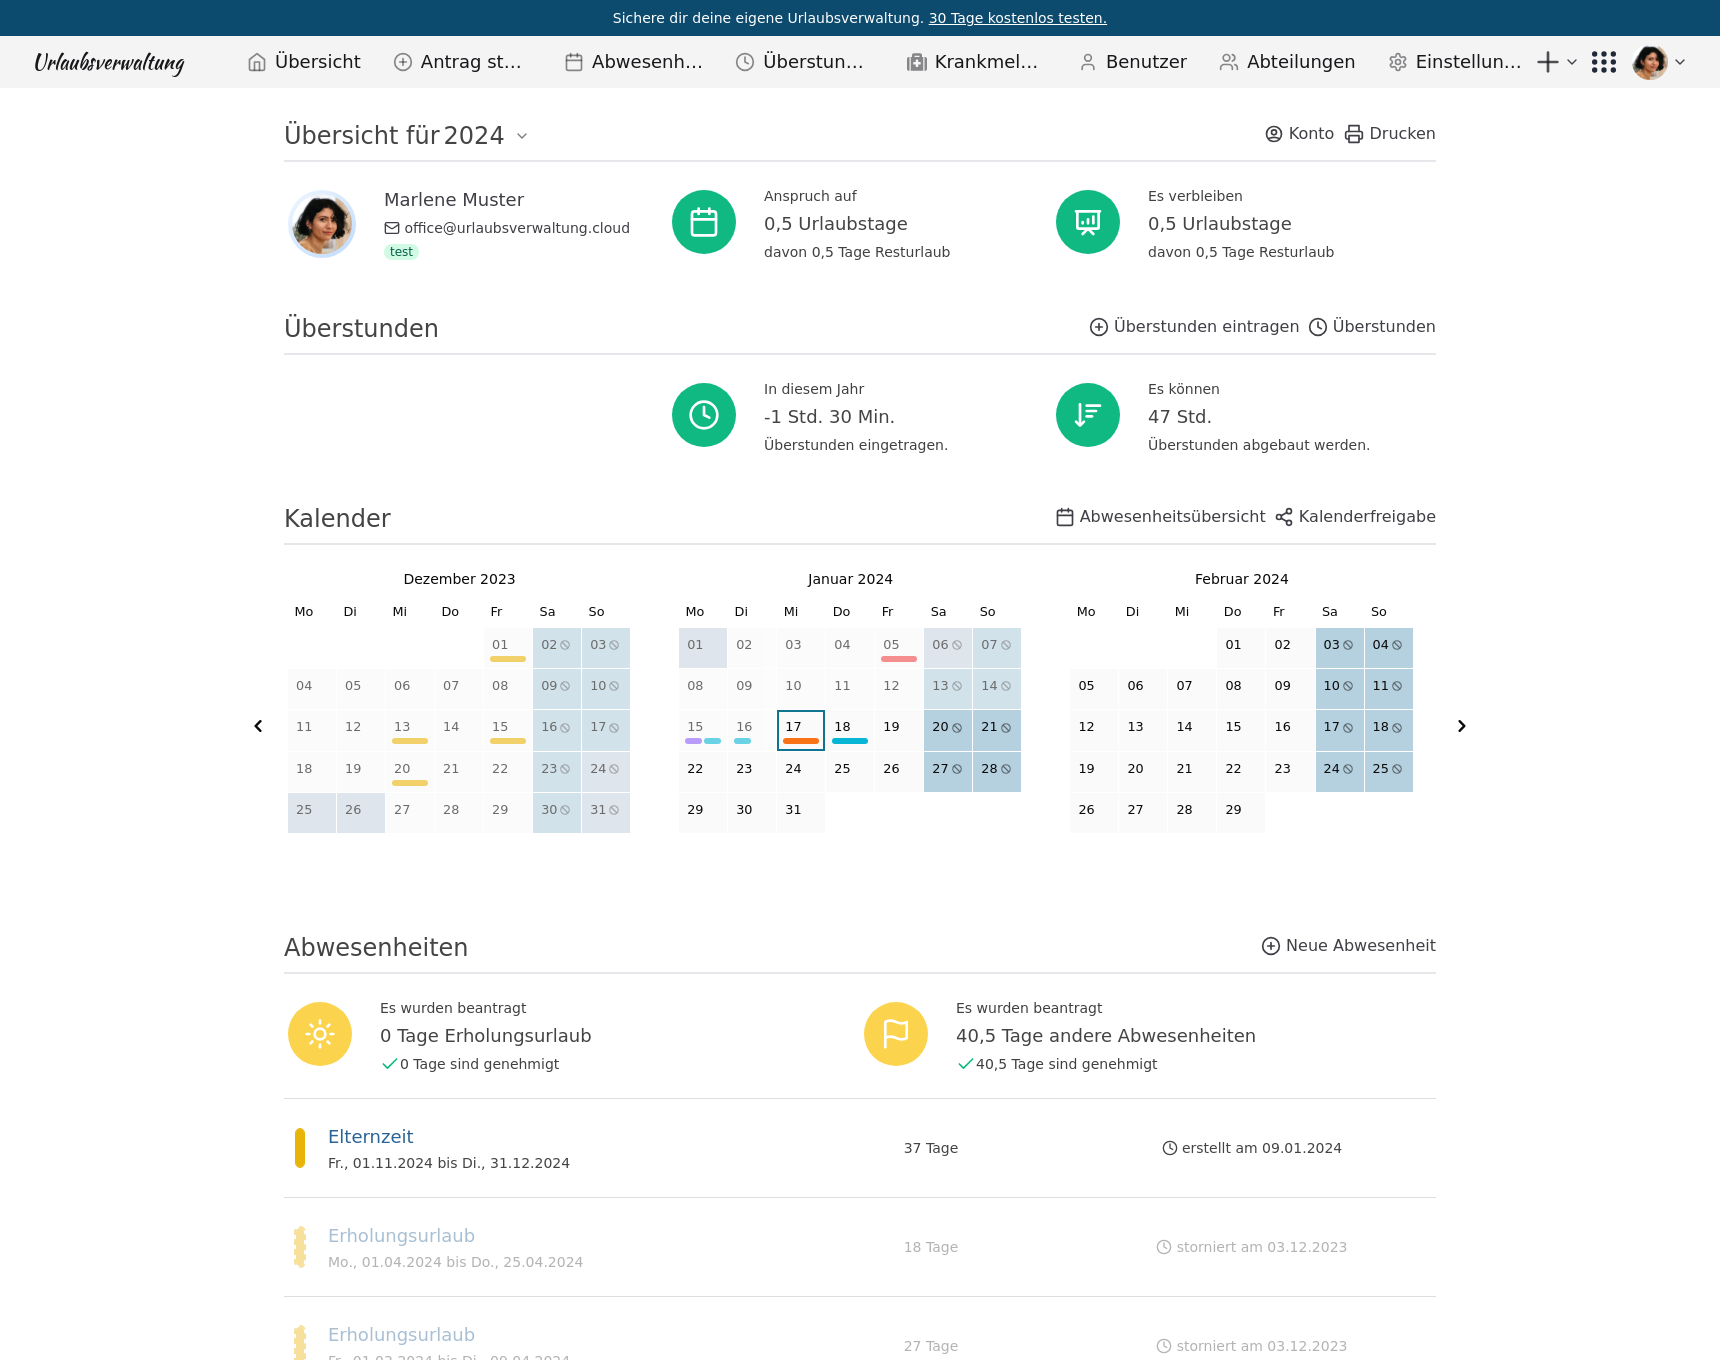 Sichere dir deine eigene Urlaubsverwaltung. 30 Tage kostenlos testen.
Urlaubsverwaltung Übersicht Antrag st... Abwesenh... Überstun... Krankmel... Benutzer Abteilungen Einstellun...
Übersicht für 2024 Konto Drucken
Marlene Muster
office@urlaubsverwaltung.cloud
test
Anspruch auf
0,5 Urlaubstage
davon 0,5 Tage Resturlaub
Es verbleiben
0,5 Urlaubstage
davon 0,5 Tage Resturlaub
Überstunden Überstunden eintragen Überstunden
In diesem Jahr
-1 Std. 30 Min.
Überstunden eingetragen.
Es können
47 Std.
Überstunden abgebaut werden.
Kalender Abwesenheitsübersicht Kalenderfreigabe
Dezember 2023
Mo Di Mi Do Fr Sa So
01 02 03
04 05 06 07 08 09 10
11 12 13 14 15 16 17
18 19 20 21 22 23 24
25 26 27 28 29 30 31
Januar 2024
Mo Di Mi Do Fr Sa So
01 02 03 04 05 06 07
08 09 10 11 12 13 14
15 16 17 18 19 20 21
22 23 24 25 26 27 28
29 30 31
Februar 2024
Mo Di Mi Do Fr Sa So
01 02 03 04
05 06 07 08 09 10 11
12 13 14 15 16 17 18
19 20 21 22 23 24 25
26 27 28 29
Abwesenheiten Neue Abwesenheit
Es wurden beantragt
0 Tage Erholungsurlaub
0 Tage sind genehmigt
Es wurden beantragt
40,5 Tage andere Abwesenheiten
40,5 Tage sind genehmigt
Elternzeit
Fr., 01.11.2024 bis Di., 31.12.2024
37 Tage
erstellt am 09.01.2024
Erholungsurlaub
Mo., 01.04.2024 bis Do., 25.04.2024
18 Tage
storniert am 03.12.2023
Erholungsurlaub
Fr., 01.03.2024 bis Di., 09.04.2024
27 Tage
storniert am 03.12.2023